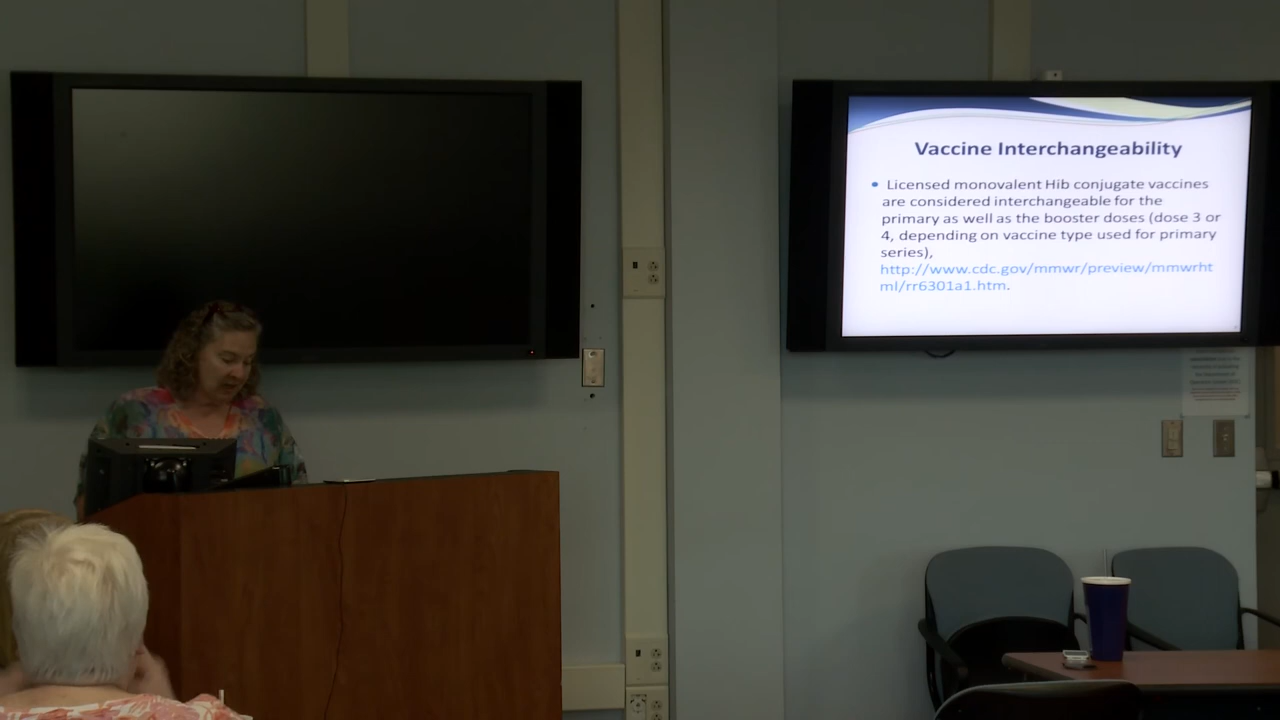 Vaccine Interchangeability
• Licensed monovalent Hib conjugate vaccines
are considered interchangeable for the
primary as well as the booster doses (dose 3 or
4, depending on vaccine type used for primary
series),
http://www.cdc.gov/mmwr/preview/mmwrht
ml/rr6301a1.htm.